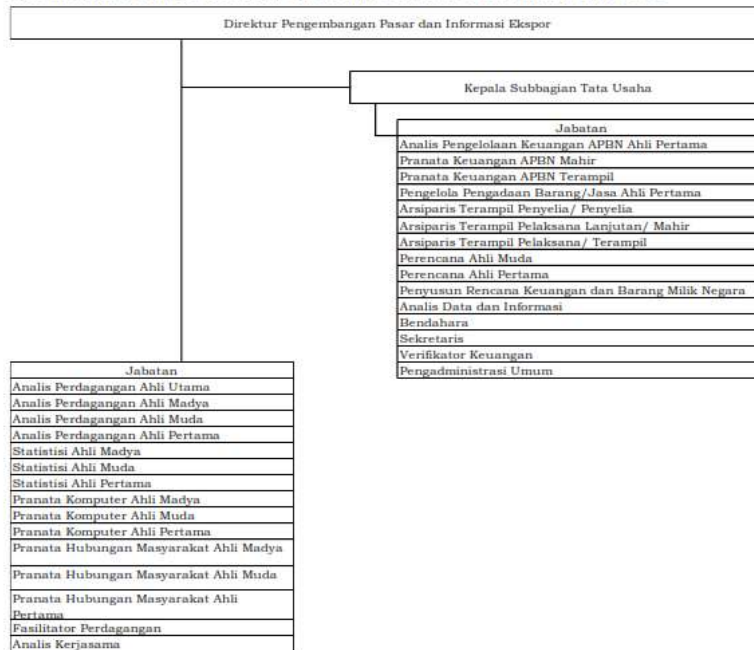 Direktur Pengembangan Pasar dan Informasi Ekspor
Kepala Subbagian Tata Usaha
Jabatan
Analis Pengelolaan Keuangan APBN Ahli Pertama
Pranata Keuangan APBN Mahir
Pranata Keuangan APBN Terampil
Pengelola Pengadaan Barang/Jasa Ahli Pertama
Arsiparis Terampil Penyelia/ Penyelia
Arsiparis Terampil Pelaksana Lanjutan/ Mahir
Arsiparis Terampil Pelaksana/ Terampil
Perencana Ahli Muda
Perencana Ahli Pertama
Penyusun Rencana Keuangan dan Barang Milik Negara
Analis Data dan Informasi
Bendahara
Sekretaris
Verifikator Keuangan
Pengadministrasi Umum
Jabatan
Analis Perdagangan Ahli Utama
Analis Perdagangan Ahli Madya
Analis Perdagangan Ahli Muda
Analis Perdagangan Ahli Pertama
Statistisi Ahli Madya
Statistisi Ahli Muda
Statistisi Ahli Pertama
Pranata Komputer Ahli Madya
Pranata Komputer Ahli Muda
Pranata Komputer Ahli Pertama
Pranata Hubungan Masyarakat Ahli Madya
Pranata Hubungan Masyarakat Ahli Muda
Pranata Hubungan Masyarakat Ahli
Pertama
Fasilitator Perdagangan
Analis Kerjasama